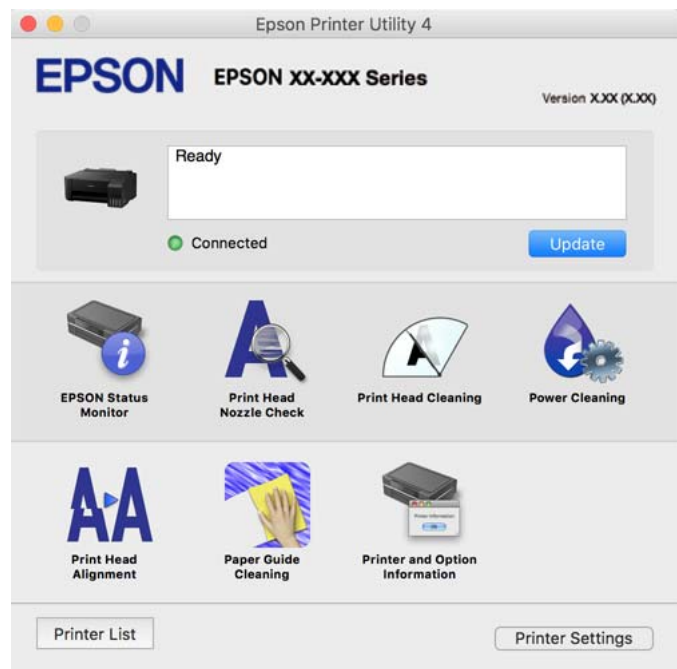 Epson Printer Utility 4
EPSON
EPSON XX-XXX Series
Version X.XX (X.XX)
Ready
Connected
Update
EPSON Status
Monitor
Print Head
Nozzle Check
Print Head Cleaning
Power Cleaning
Print Head
Alignment
Paper Guide
Cleaning
Printer and Option
Information
Printer List
Printer Settings